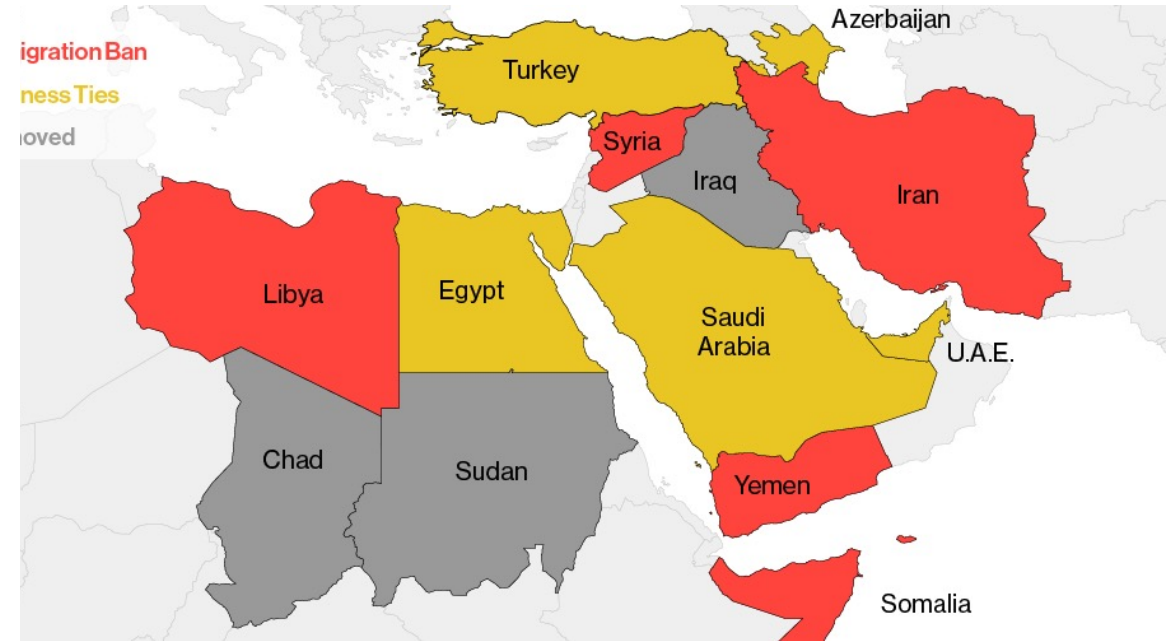 Azerbaijan
igration Ban
Turkey
ness Ties
oved
Syria
Iraq
Iran
Libya
Egypt
Saudi
Arabia
U.A.E.
Chad
Sudan
Yemen
Somalia